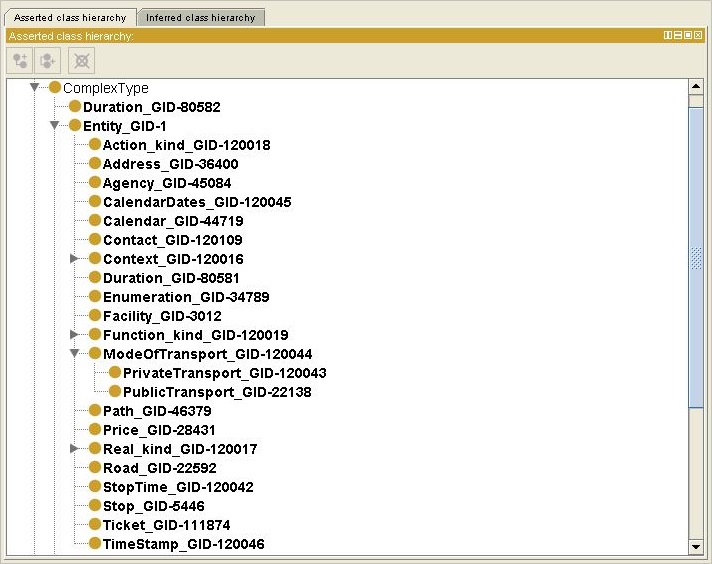 Asserted class hierarchy Inferred class hierarchy
Asserted class hierarchy:
ComplexType
Duration_GID-80582
Entity_GID-1
Action_kind_GID-120018
Address_GID-36400
Agency_GID-45084
CalendarDates_GID-120045
Calendar_GID-44719
Contact_GID-120109
Context_GID-120016
Duration_GID-80581
Enumeration_GID-34789
Facility_GID-3012
Function_kind_GID-120019
ModeOfTransport_GID-120044
PrivateTransport_GID-120043
PublicTransport_GID-22138
Path_GID-46379
Price_GID-28431
Real_kind_GID-120017
Road_GID-22592
StopTime_GID-120042
Stop_GID-5446
Ticket_GID-111874
TimeStamp_GID-120046